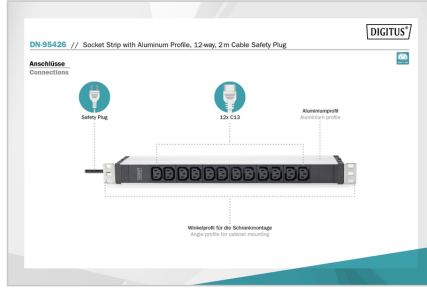 DIGITUS®
DN-95426 // Socket Strip with Aluminum Profile, 12-way, 2 m Cable Safety Plug
Anschlüsse
Connections
Safety Plug
12x C13
Aluminiumprofil
Aluminium profile
Winkelprofil für die Schrankmontage
Angle profile for cabinet mounting